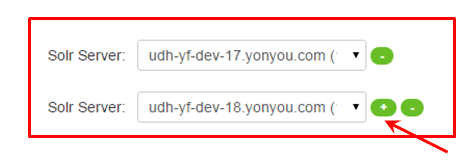 Solr Server: udh-yf-dev-17.yonyou.com ( -
Solr Server: udh-yf-dev-18.yonyou.com ( + -